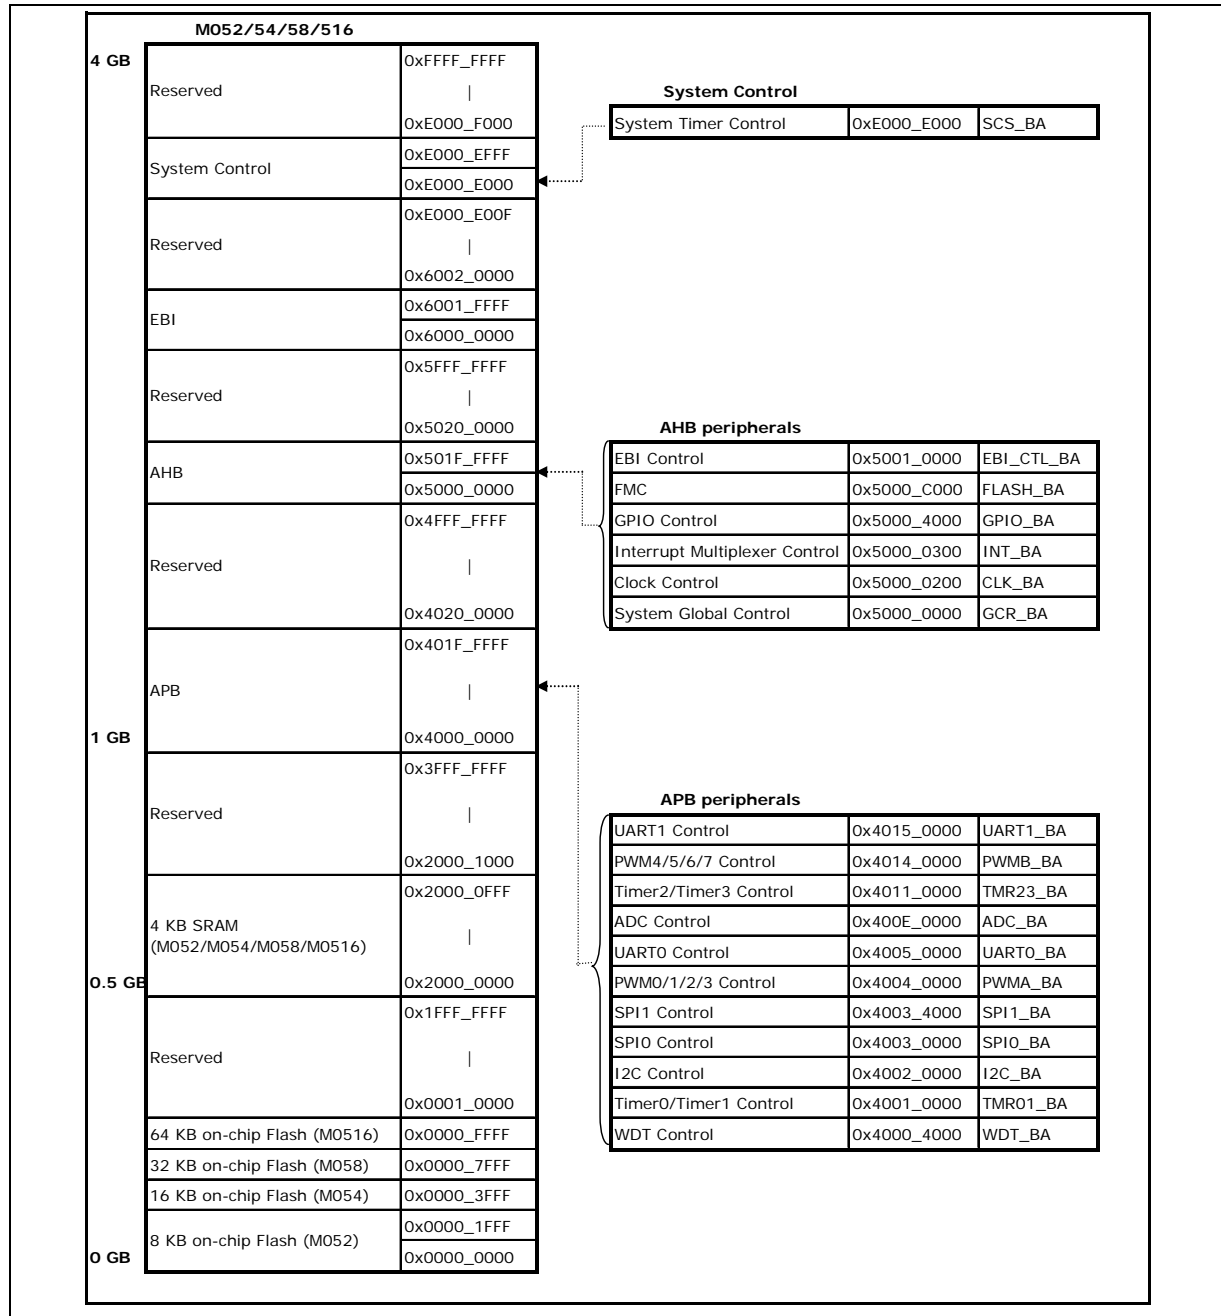 M052/54/58/516
4 GB
Reserved
0xFFFF_FFFF
|
0xE000_F000
System Control
0xE000_EFFF
0xE000_E000
Reserved
0xE000_E00F
|
0x6002_0000
EBI
0x6001_FFFF
0x6000_0000
Reserved
0x5FFF_FFFF
|
0x5020_0000
AHB
0x501F_FFFF
0x5000_0000
Reserved
0x4FFF_FFFF
|
0x4020_0000
APB
0x401F_FFFF
|
1 GB
0x4000_0000
Reserved
0x3FFF_FFFF
|
0x2000_1000
4 KB SRAM
(M052/M054/M058/M0516)
0x2000_0FFF
|
0.5 GB
0x2000_0000
Reserved
0x1FFF_FFFF
|
0x0001_0000
64 KB on-chip Flash (M0516) 0x0000_FFFF
32 KB on-chip Flash (M058) 0x0000_7FFF
16 KB on-chip Flash (M054) 0x0000_3FFF
8 KB on-chip Flash (M052)
0x0000_1FFF
0 GB
0x0000_0000
System Control
System Timer Control 0xE000_E000 SCS_BA
AHB peripherals
EBI Control 0x5001_0000 EBI_CTL_BA
FMC 0x5000_C000 FLASH_BA
GPIO Control 0x5000_4000 GPIO_BA
Interrupt Multiplexer Control 0x5000_0300 INT_BA
Clock Control 0x5000_0200 CLK_BA
System Global Control 0x5000_0000 GCR_BA
APB peripherals
UART1 Control 0x4015_0000 UART1_BA
PWM4/5/6/7 Control 0x4014_0000 PWMB_BA
Timer2/Timer3 Control 0x4011_0000 TMR23_BA
ADC Control 0x400E_0000 ADC_BA
UART0 Control 0x4005_0000 UART0_BA
PWM0/1/2/3 Control 0x4004_0000 PWMA_BA
SPI1 Control 0x4003_4000 SPI1_BA
SPI0 Control 0x4003_0000 SPI0_BA
I2C Control 0x4002_0000 I2C_BA
Timer0/Timer1 Control 0x4001_0000 TMR01_BA
WDT Control 0x4000_4000 WDT_BA